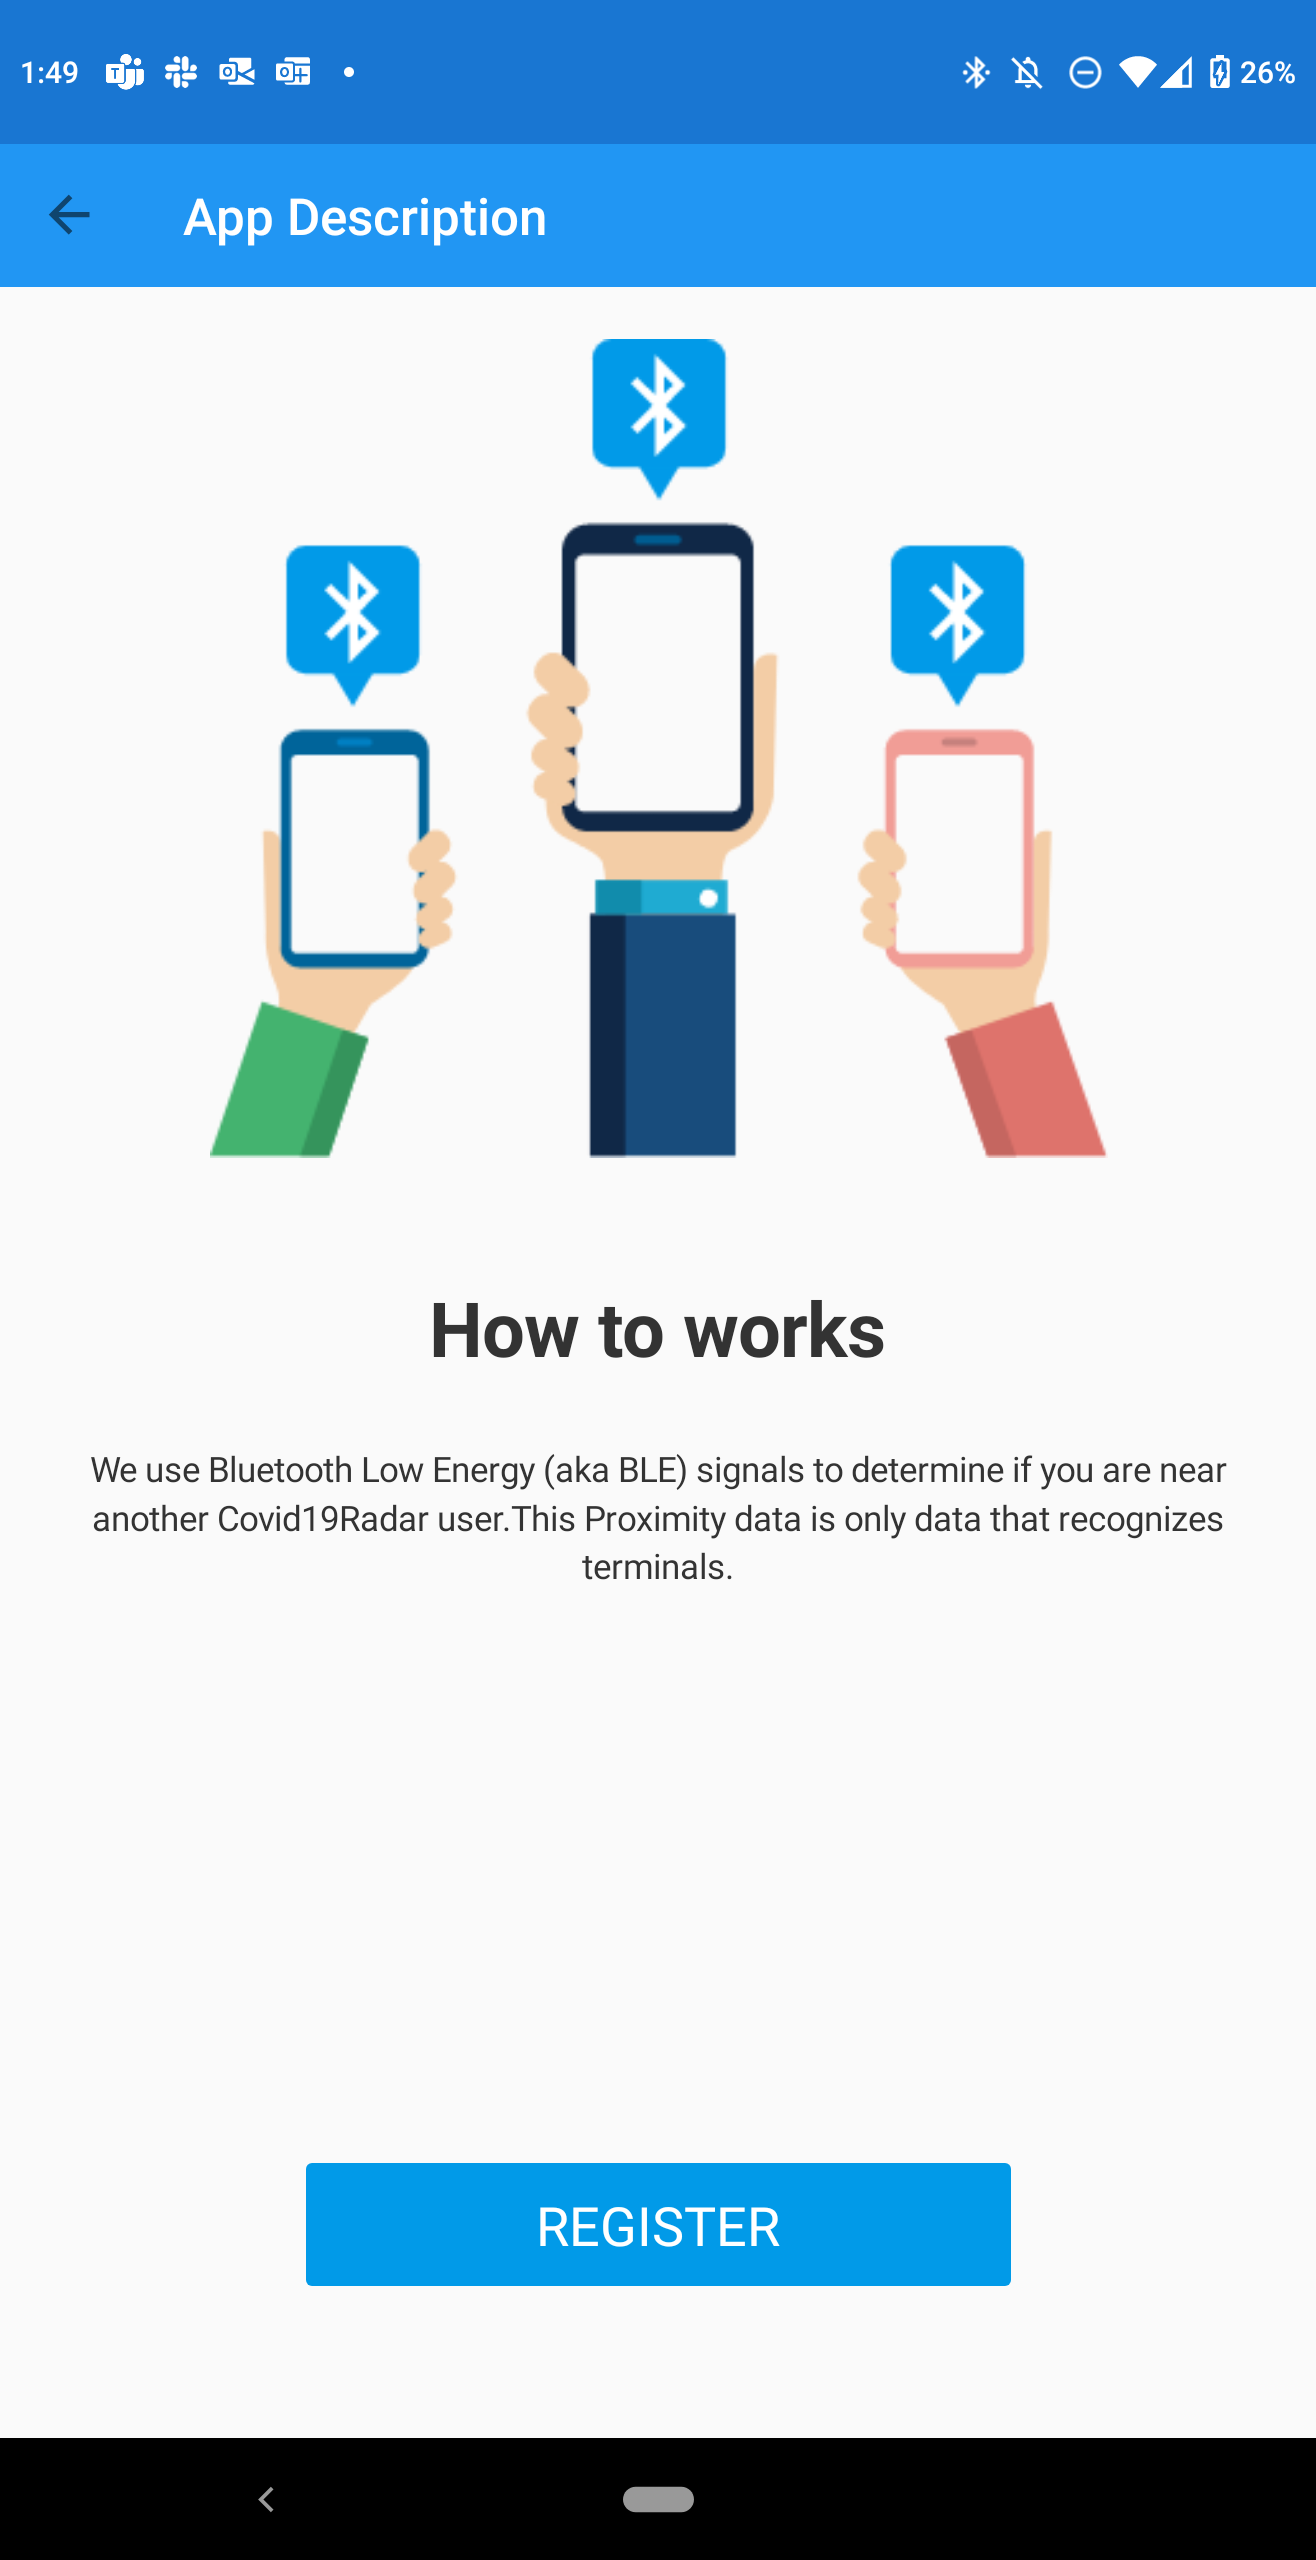 1:49
26%
App Description
How to works
We use Bluetooth Low Energy (aka BLE) signals to determine if you are near
another Covid19Radar user.This Proximity data is only data that recognizes
terminals.
REGISTER